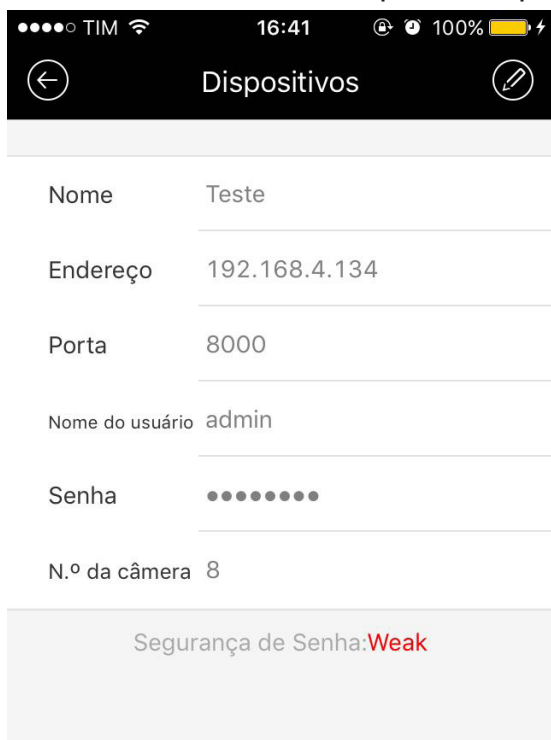 TIM 16:41 100%
Dispositivos
Nome Teste
Endereço 192.168.4.134
Porta 8000
Nome do usuário admin
Senha ●●●●●●●●
N.º da câmera 8
Segurança de Senha:Weak